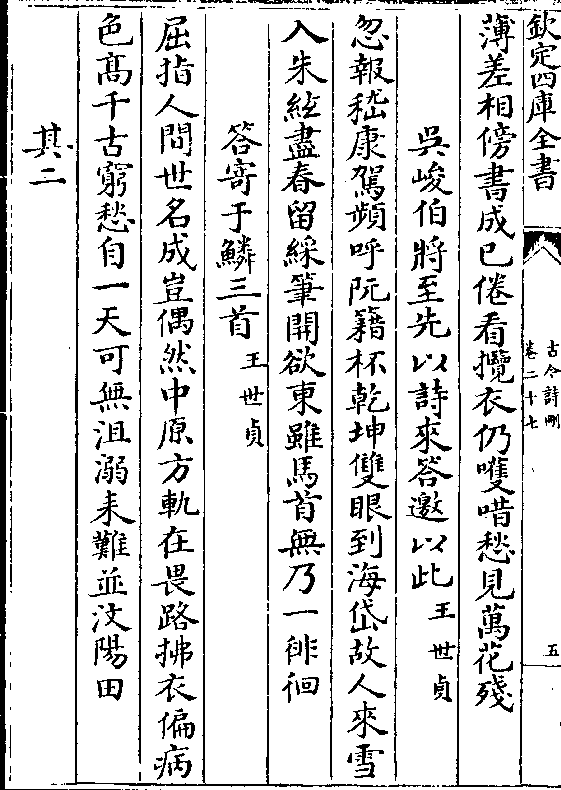 欽定四庫全書
古今詩刪
卷二十七
五
薄差相傍書成已倦看攬衣仍嘆唶愁見萬花殘
吳峻伯將至先以詩來答邀以此 王世貞
忽報嵇康駕頻呼阮籍杯乾坤雙眼到海岱故人來雪
入朱絃盡春留綵筆開欲東雖馬首無乃一徘徊
答寄于鱗三首 王世貞
屈指人間世名成豈偶然中原方軌在畏路拂衣偏病
色髙千古窮愁自一天可無沮溺耒難並汶陽田
其二